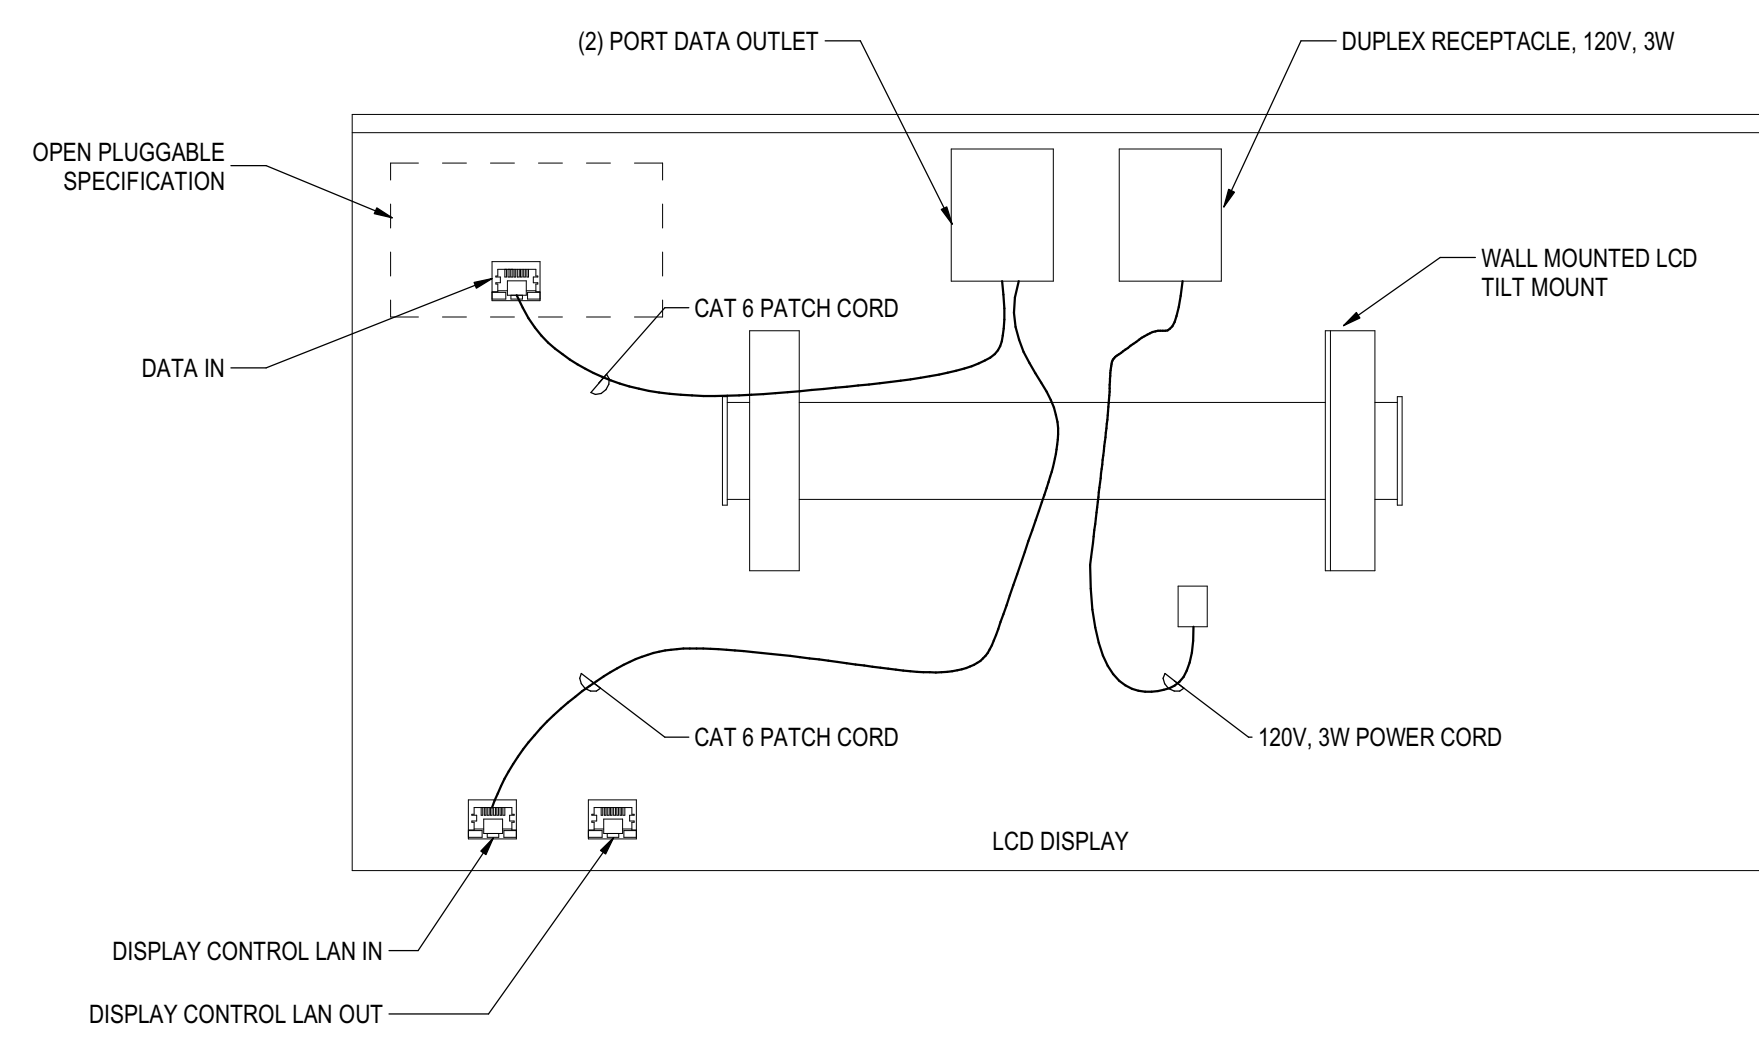 (2) PORT DATA OUTLET
DUPLEX RECEPTACLE, 120V, 3W
OPEN PLUGGABLE
SPECIFICATION
WALL MOUNTED LCD
TILT MOUNT
CAT 6 PATCH CORD
DATA IN
CAT 6 PATCH CORD
120V, 3W POWER CORD
LCD DISPLAY
DISPLAY CONTROL LAN IN
DISPLAY CONTROL LAN OUT